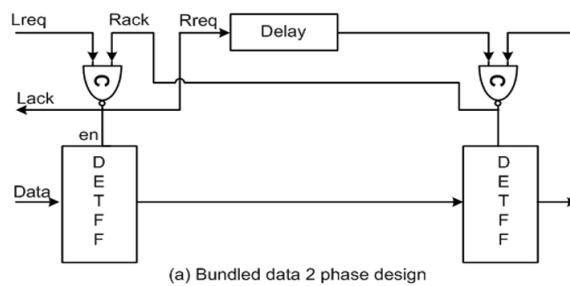 Lreq Rack Rreq Delay
C C
Lack
en
D
E
T
F
F
D
E
T
F
F
Data
(a) Bundled data 2 phase design